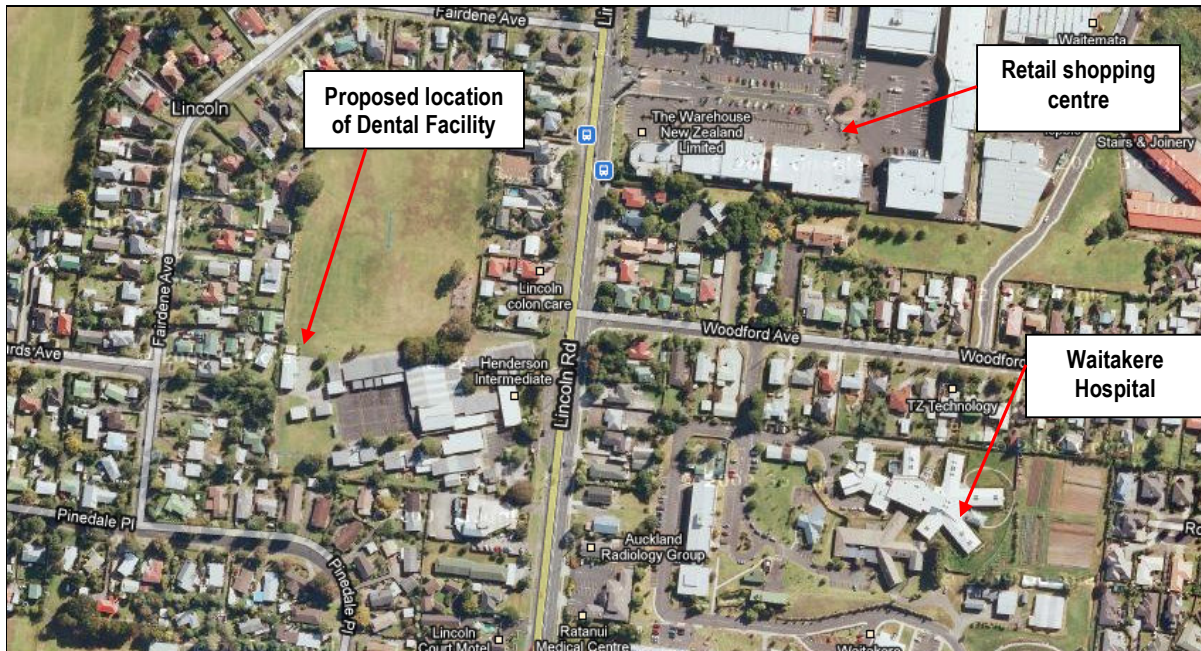 Fairdene Ave
Waitemata
Retail shopping
centre
Proposed location
of Dental Facility
Lincoln
The Warehouse
New Zealand
Limited
Stairs & Joinery
Fairdene Ave
Lincoln
colon care
Woodford Ave
Henderson
Intermediate
Lincoln Rd
Waitakere
Hospital
TZ Technology
Pinedale Pl
Auckland
Radiology Group
Pinedale Pl
Lincoln
Court Motel
Ratanui
Medical Centre
Waitakere